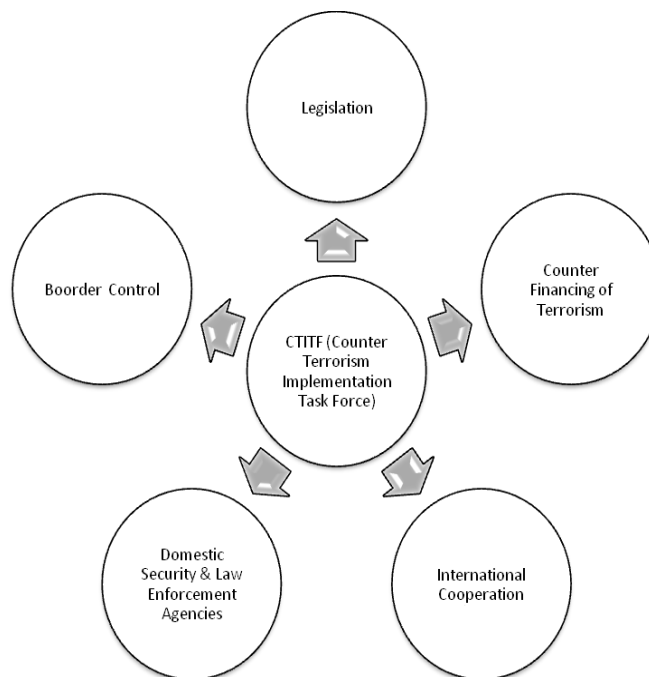 Legislation
Boorder Control
Counter
Financing of
Terrorism
CTITF (Counter
Terrorism
Implementation
Task Force)
Domestic
Security & Law
Enforcement
Agencies
International
Cooperation